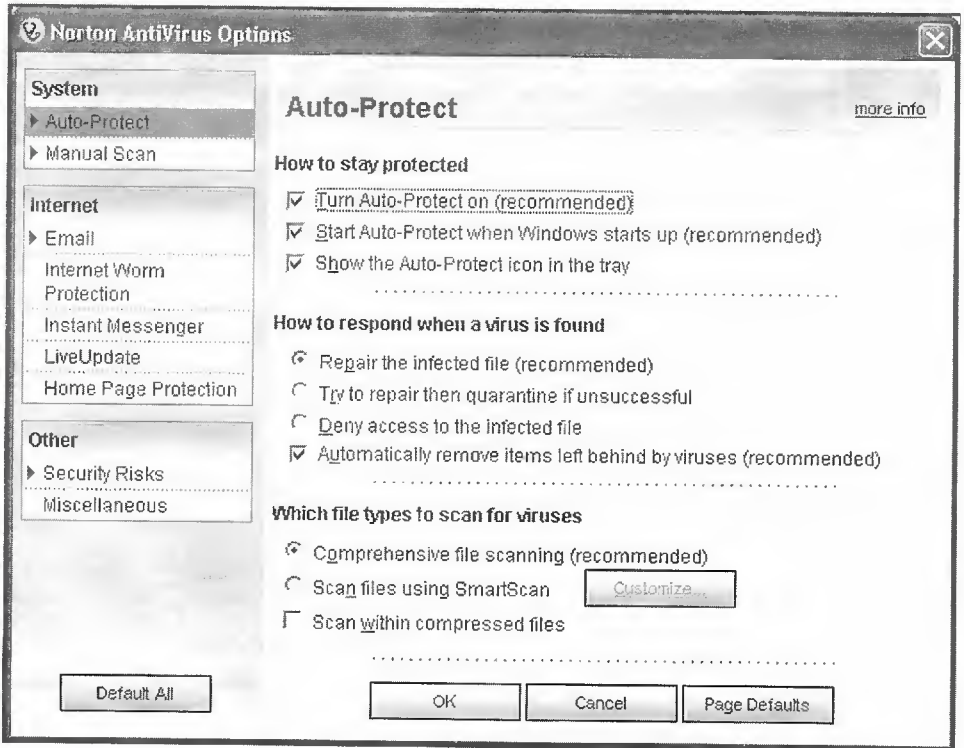 Norton AntiVirus Options
System
Auto-Protect
Manual Scan
Internet
Email
Internet Worm
Protection
Instant Messenger
LiveUpdate
Home Page Protection
Other
Security Risks
Miscellaneous
Default All
Auto-Protect
more info
How to stay protected
Turn Auto-Protect on (recommended)
Start Auto-Protect when Windows starts up (recommended)
Show the Auto-Protect icon in the tray
How to respond when a virus is found
Repair the infected file (recommended)
Try to repair then quarantine if unsuccessful
Deny access to the infected file
Automatically remove items left behind by viruses (recommended)
Which file types to scan for viruses
Comprehensive file scanning (recommended)
Scan files using SmartScan
Customize...
Scan within compressed files
OK
Cancel
Page Defaults